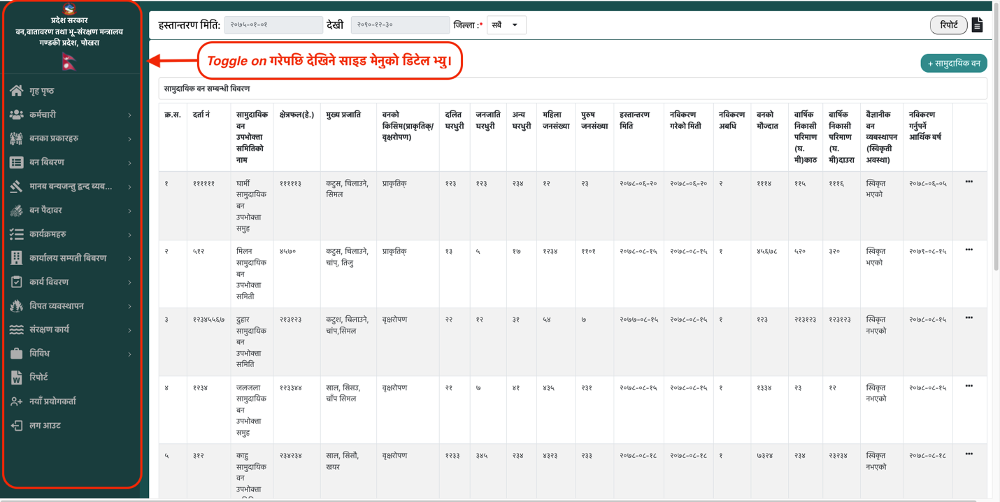 प्रदेश सरकार
वन,वातावरण तथा भू-संरक्षण मन्त्रालय
गण्डकी प्रदेश, पोखरा
गृह पृष्ठ
कर्मचारी
बनका प्रकारहरु
बन बिबरण
मानब बन्यजन्तु द्वन्द ब्यब...
बन पैदावर
कार्यक्रमहरु
कार्यालय सम्पती बिबरण
कार्य विवरण
विपत व्यवस्थापन
संरक्षण कार्य
विविध
रिपोर्ट
नयाँ प्रयोगकर्ता
लग आउट
हस्तान्तरण मिति: २०७५-०१-०१ देखी २०९०-१२-३० जिल्ला :* सबै रिपोर्ट
Toggle on गरेपछि देखिने साइड मेनुको डिटेल भ्यु।
+ सामुदायिक वन
सामुदायिक वन सम्बन्धी विवरण
क्र.स. दर्ता नं सामुदायिक वन उपभोक्ता समितिको नाम क्षेत्रफल(हे.) मुख्य प्रजाति वनको किसिम(प्राकृतिक/वृक्षरोपण) दलित घरधुरी जनजाति घरधुरी अन्य घरधुरी महिला जनसंख्या पुरुष जनसंख्या हस्तान्तरण मिति नविकरण गरेको मिती नविकरण अबधि वनको मौज्दात वार्षिक निकासी परिमाण (घ.मी)काठ वार्षिक निकासी परिमाण (घ.मी)दाउरा वैज्ञानीक वन व्यबस्थापन (स्विकृती अवस्था) नविकरण गर्नुपर्ने आर्थिक बर्ष
१ ११११११ घार्मी सामुदायिक बन उपभोक्ता समुह १११११३ कटुस, चिलाउने, सिमल प्राकृतिक् १२३ १२३ २३४ १२ २३ २०७८-०६-२० २०७८-०६-२० २ १११४ ११५ १११६ स्विकृत भएको २०७८-०६-०५ •••
२ ५१२ मिलन सामुदायिक बन उपभोक्ता समिती ४५७० कटुस, चिलाउने, चांप्, तिजु प्राकृतिक् १३ ५ १७ १२३४ ११०१ २०७८-०८-१५ २०७८-०८-१५ १ ४५६७८ ५२० ३२० स्विकृत भएको २०७९-०८-१५ •••
३ १२३४५५६७ दुहार सामुदायिक बन उपभोक्ता समिति २१३१२३ कटुश, चिलाउने, चांप,सिमल वृक्षरोपण २२ १२ ३१ ५४ ७ २०७७-०८-१५ २०७८-०८-१५ १ १२३ २१३१२३ १२३१२३ स्विकृत नभएको २०७८-०८-१५ •••
४ १२३४ जलजला सामुदायिक बन उपभोक्ता समुह १२३३४४ साल, सिसउ, चाँप सिमल वृक्षरोपण २१ ७ ४१ ४३५ २३१ २०७८-०८-१५ २०७८-०८-१५ १ १३३४ २३ १२ स्विकृत नभएको २०७८-०८-१५ •••
५ ३१२ काहु सामुदायिक वन उपभोक्ता २३४२३४ साल, सिसौ, खयर वृक्षरोपण १२३३ ३४५ २३४ ४३२३ २३३ २०७८-०८-१८ २०७८-०८-१८ १ ७३२४ २३४ २३२३४ स्विकृत नभएको २०७८-०८-१८ •••